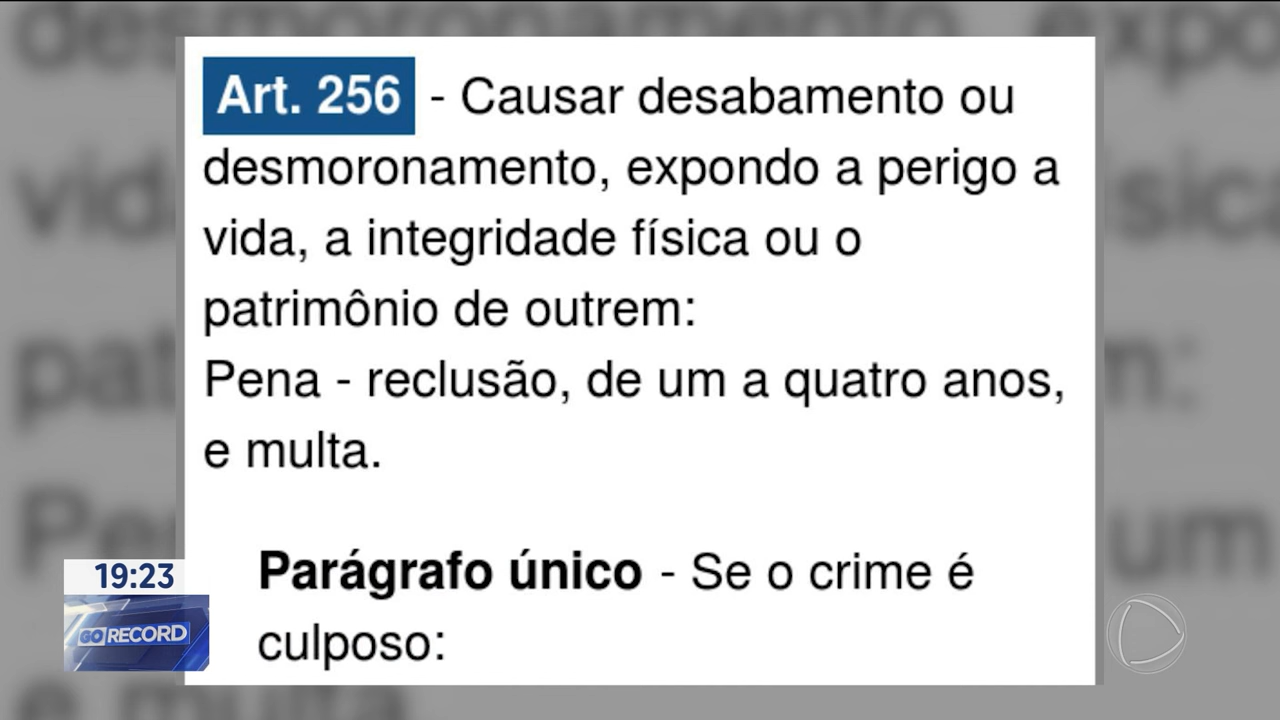 Art. 256 - Causar desabamento ou
desmoronamento, expondo a perigo a
vida, a integridade física ou o
patrimônio de outrem:
Pena - reclusão, de um a quatro anos,
e multa.
Parágrafo único - Se o crime é
culposo:
19:23
GO RECORD